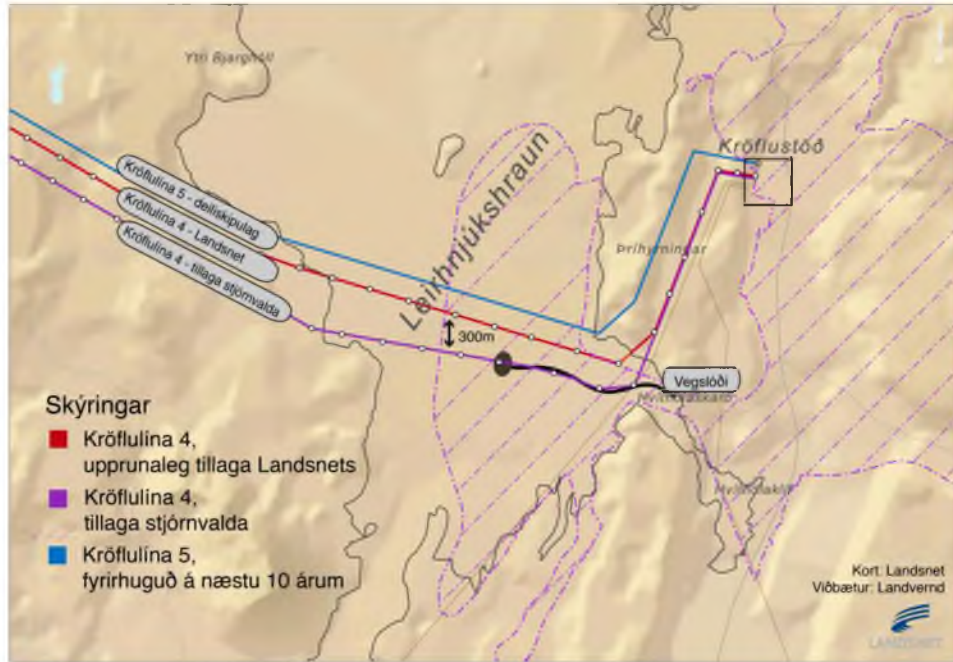 Ytri Bjarghóll
Kröflustöð
Kröflulína 5 - deiliskipulag
Kröflulína 4 - Landsnet
Kröflulína 4 - tillaga stjórnvalda
Leirhnjúkshraun
Þríhyrningar
300m
Vegslóði
Skýringar
Kröflulína 4,
upprunaleg tillaga Landsnets
Kröflulína 4,
tillaga stjórnvalda
Kröflulína 5,
fyrirhuguð á næstu 10 árum
Kort: Landsnet
Viðbætur: Landvernd
LANDSNET